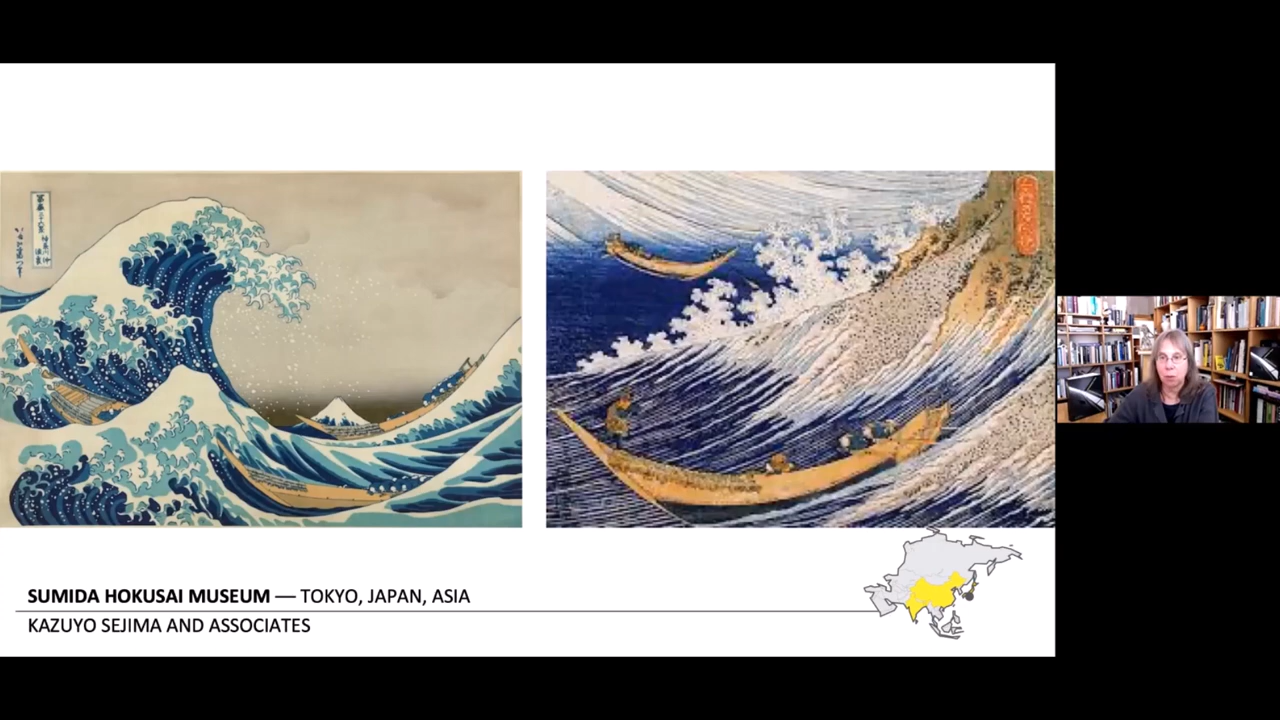 SUMIDA HOKUSAI MUSEUM — TOKYO, JAPAN, ASIA
KAZUYO SEJIMA AND ASSOCIATES